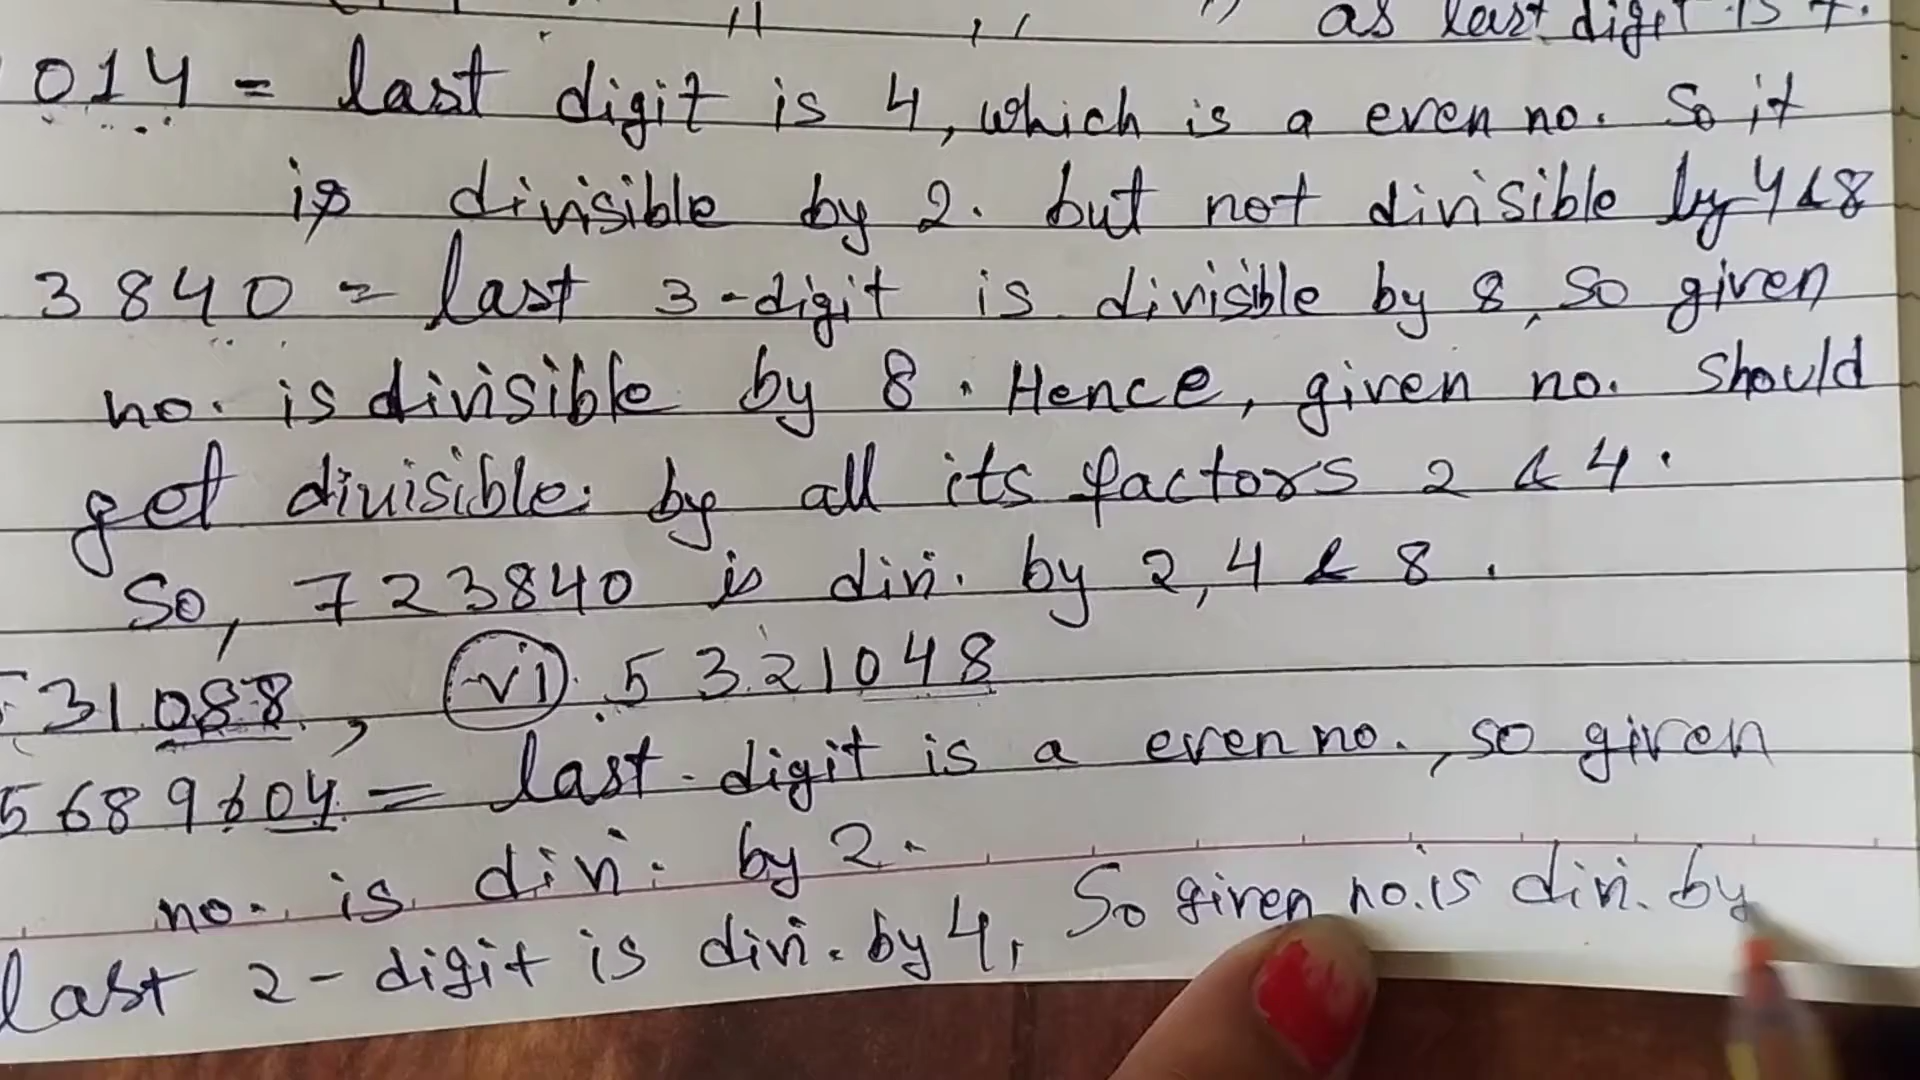 as last digit is 7.
014 = last digit is 4, which is a even no. So it
is divisible by 2. but not divisible by 4 & 8
3840 = last 3-digit is divisible by 8, so given
no. is divisible by 8. Hence, given no. should
get divisible by all its factors 2 & 4.
So, 723840 is div. by 2, 4 & 8.
31088, (vi). 5321048
5689604 = last digit is a even no., so given
no. is div. by 2.
last 2-digit is div. by 4, So given no. is div. by